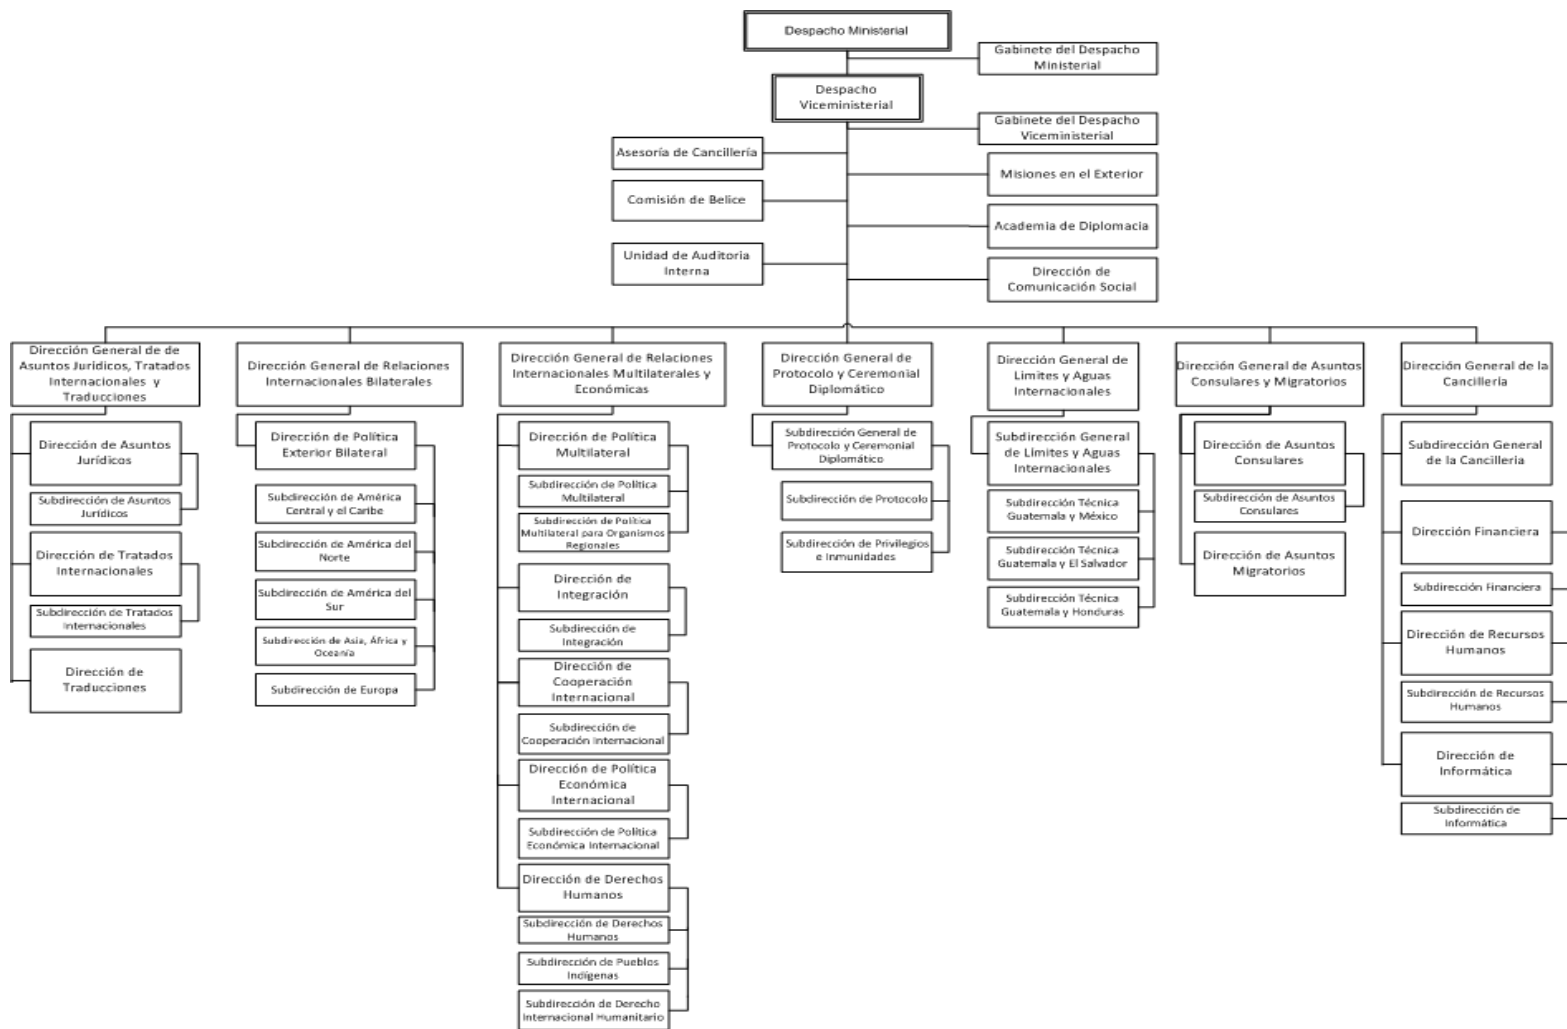 Despacho Ministerial
Gabinete del Despacho
Ministerial
Despacho
Viceministerial
Gabinete del Despacho
Viceministerial
Asesoría de Cancillería
Misiones en el Exterior
Comisión de Belice
Academia de Diplomacia
Unidad de Auditoria
Interna
Dirección de
Comunicación Social
Dirección General de de
Asuntos Jurídicos, Tratados
Internacionales y
Traducciones
Dirección de Asuntos
Jurídicos
Subdirección de Asuntos
Jurídicos
Dirección de Tratados
Internacionales
Subdirección de Tratados
Internacionales
Dirección de
Traducciones
Dirección General de Relaciones
Internacionales Bilaterales
Dirección de Política
Exterior Bilateral
Subdirección de América
Central y el Caribe
Subdirección de América del
Norte
Subdirección de América del
Sur
Subdirección de Asia, África y
Oceanía
Subdirección de Europa
Dirección General de Relaciones
Internacionales Multilaterales y
Económicas
Dirección de Política
Multilateral
Subdirección de Política
Multilateral
Subdirección de Política
Multilateral para Organismos
Regionales
Dirección de
Integración
Subdirección de
Integración
Dirección de
Cooperación
Internacional
Subdirección de
Cooperación Internacional
Dirección de Política
Económica
Internacional
Subdirección de Política
Económica Internacional
Dirección de Derechos
Humanos
Subdirección de Derechos
Humanos
Subdirección de Pueblos
Indígenas
Subdirección de Derecho
Internacional Humanitario
Dirección General de
Protocolo y Ceremonial
Diplomático
Subdirección General de
Protocolo y Ceremonial
Diplomático
Subdirección de Protocolo
Subdirección de Privilegios
e Inmunidades
Dirección General de
Limites y Aguas
Internacionales
Subdirección General
de Límites y Aguas
Internacionales
Subdirección Técnica
Guatemala y México
Subdirección Técnica
Guatemala y El Salvador
Subdirección Técnica
Guatemala y Honduras
Dirección General de Asuntos
Consulares y Migratorios
Dirección de Asuntos
Consulares
Subdirección de Asuntos
Consulares
Dirección de Asuntos
Migratorios
Dirección General de la
Cancillería
Subdirección General
de la Cancillería
Dirección Financiera
Subdirección Financiera
Dirección de Recursos
Humanos
Subdirección de Recursos
Humanos
Dirección de
Informática
Subdirección de
Informática